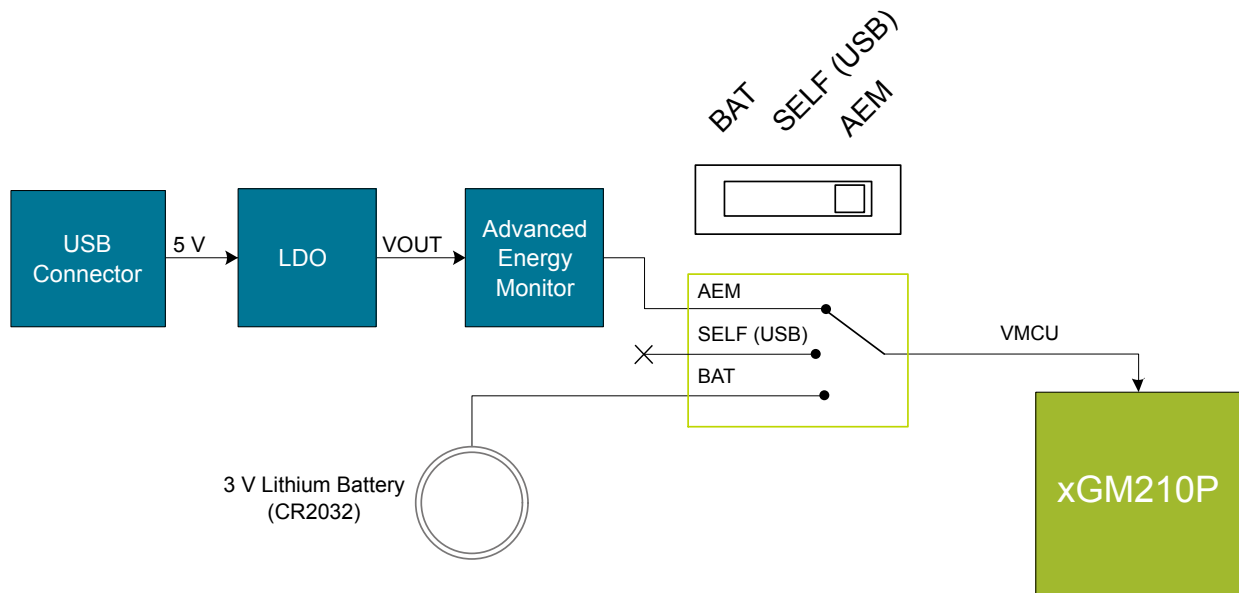 BAT
SELF (USB)
AEM
USB
Connector
5 V
LDO
VOUT
Advanced
Energy
Monitor
AEM
SELF (USB)
BAT
VMCU
3 V Lithium Battery
(CR2032)
xGM210P